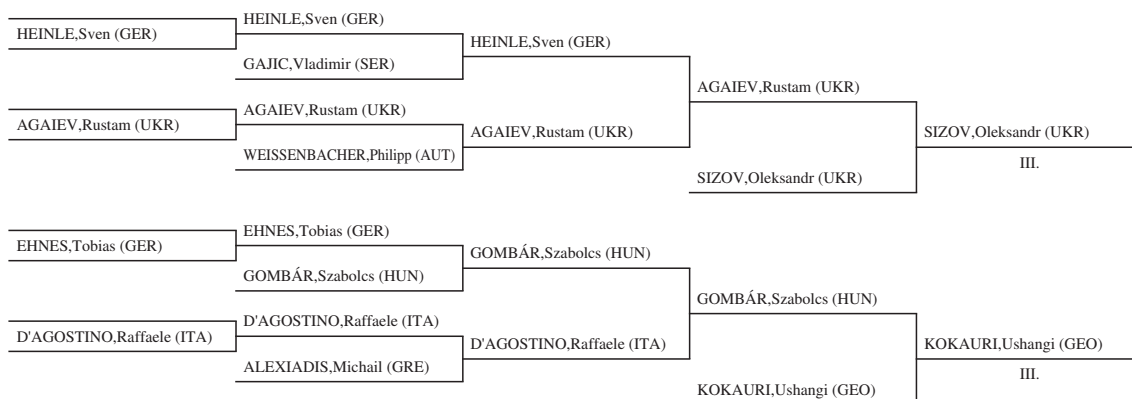 HEINLE,Sven (GER)
HEINLE,Sven (GER)
HEINLE,Sven (GER)
GAJIC,Vladimir (SER)
AGAIEV,Rustam (UKR)
AGAIEV,Rustam (UKR)
AGAIEV,Rustam (UKR)
AGAIEV,Rustam (UKR)
SIZOV,Oleksandr (UKR)
WEISSENBACHER,Philipp (AUT)
III.
SIZOV,Oleksandr (UKR)
EHNES,Tobias (GER)
EHNES,Tobias (GER)
GOMBÁR,Szabolcs (HUN)
GOMBÁR,Szabolcs (HUN)
GOMBÁR,Szabolcs (HUN)
D'AGOSTINO,Raffaele (ITA)
D'AGOSTINO,Raffaele (ITA)
D'AGOSTINO,Raffaele (ITA)
KOKAURI,Ushangi (GEO)
ALEXIADIS,Michail (GRE)
III.
KOKAURI,Ushangi (GEO)